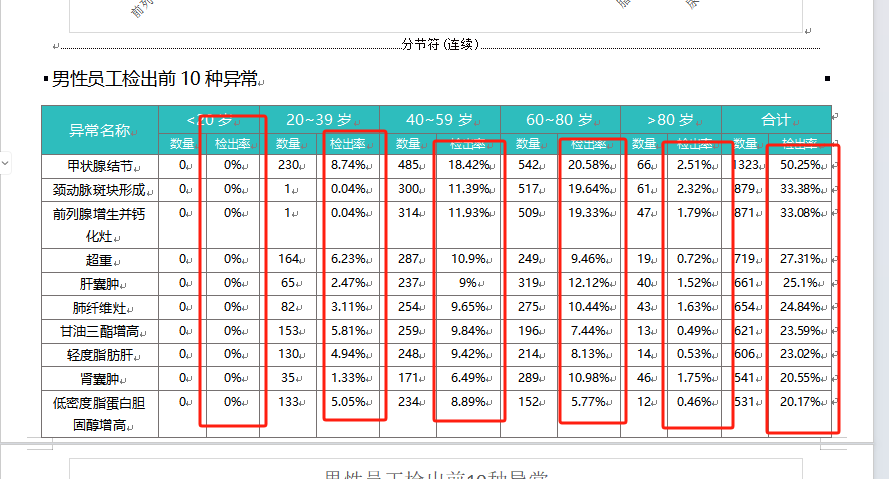 前列
分节符(连续)
男性员工检出前 10 种异常
异常名称 <20 岁 20~39 岁 40~59 岁 60~80 岁 >80 岁 合计
数量 检出率 数量 检出率 数量 检出率 数量 检出率 数量 检出率 数量 检出率
甲状腺结节 0 0% 230 8.74% 485 18.42% 542 20.58% 66 2.51% 1323 50.25%
颈动脉斑块形成 0 0% 1 0.04% 300 11.39% 517 19.64% 61 2.32% 879 33.38%
前列腺增生并钙 0 0% 1 0.04% 314 11.93% 509 19.33% 47 1.79% 871 33.08%
化灶
超重 0 0% 164 6.23% 287 10.9% 249 9.46% 19 0.72% 719 27.31%
肝囊肿 0 0% 65 2.47% 237 9% 319 12.12% 40 1.52% 661 25.1%
肺纤维灶 0 0% 82 3.11% 254 9.65% 275 10.44% 43 1.63% 654 24.84%
甘油三酯增高 0 0% 153 5.81% 259 9.84% 196 7.44% 13 0.49% 621 23.59%
轻度脂肪肝 0 0% 130 4.94% 248 9.42% 214 8.13% 14 0.53% 606 23.02%
肾囊肿 0 0% 35 1.33% 171 6.49% 289 10.98% 46 1.75% 541 20.55%
低密度脂蛋白胆 0 0% 133 5.05% 234 8.89% 152 5.77% 12 0.46% 531 20.17%
固醇增高
男性员工检出前10种异常